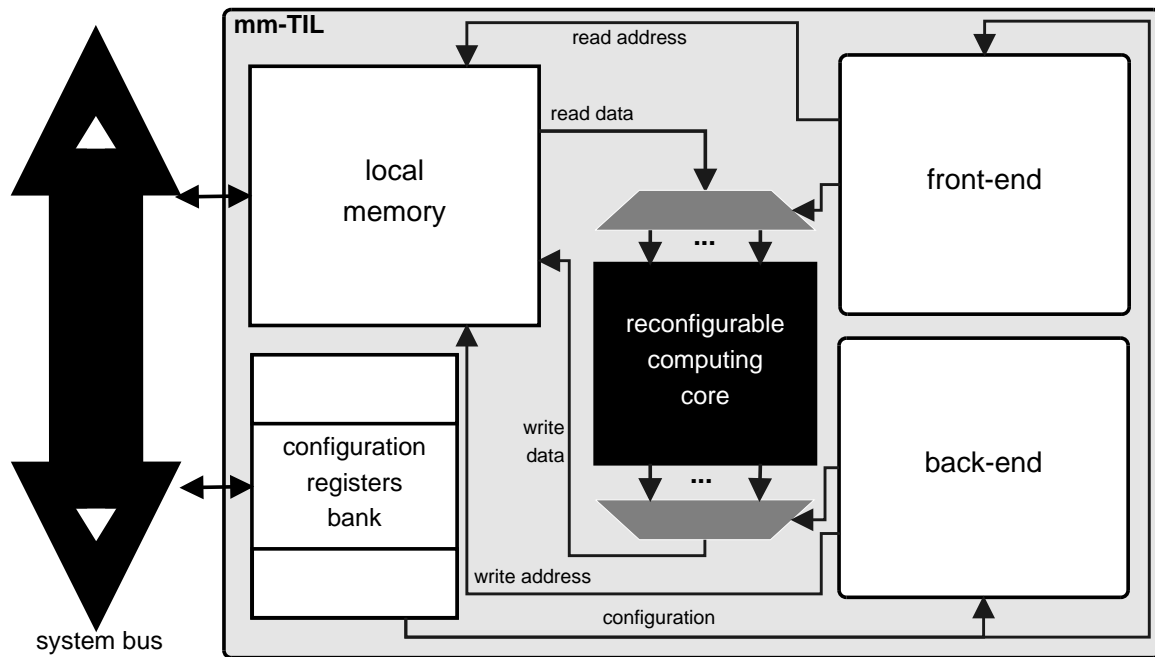 mm-TIL
read address
read data
local
memory
front-end
...
reconfigurable
computing
core
write
data
configuration
registers
bank
back-end
...
write address
configuration
system bus